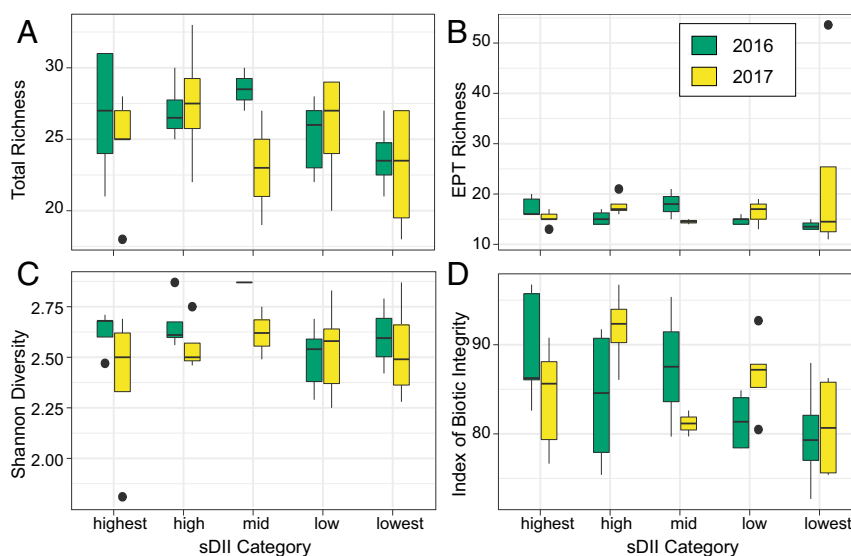 A
Total Richness
30
25
20
B
2016
2017
EPT Richness
50
40
30
20
10
C
Shannon Diversity
2.75
2.50
2.25
2.00
highest
high
mid
low
lowest
sDII Category
D
Index of Biotic Integrity
90
80
highest
high
mid
low
lowest
sDII Category